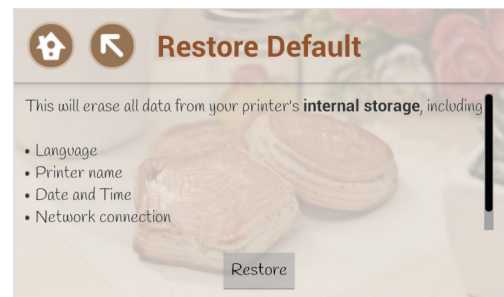 Restore Default
This will erase all data from your printer's internal storage, including
• Language
• Printer name
• Date and Time
• Network connection
Restore